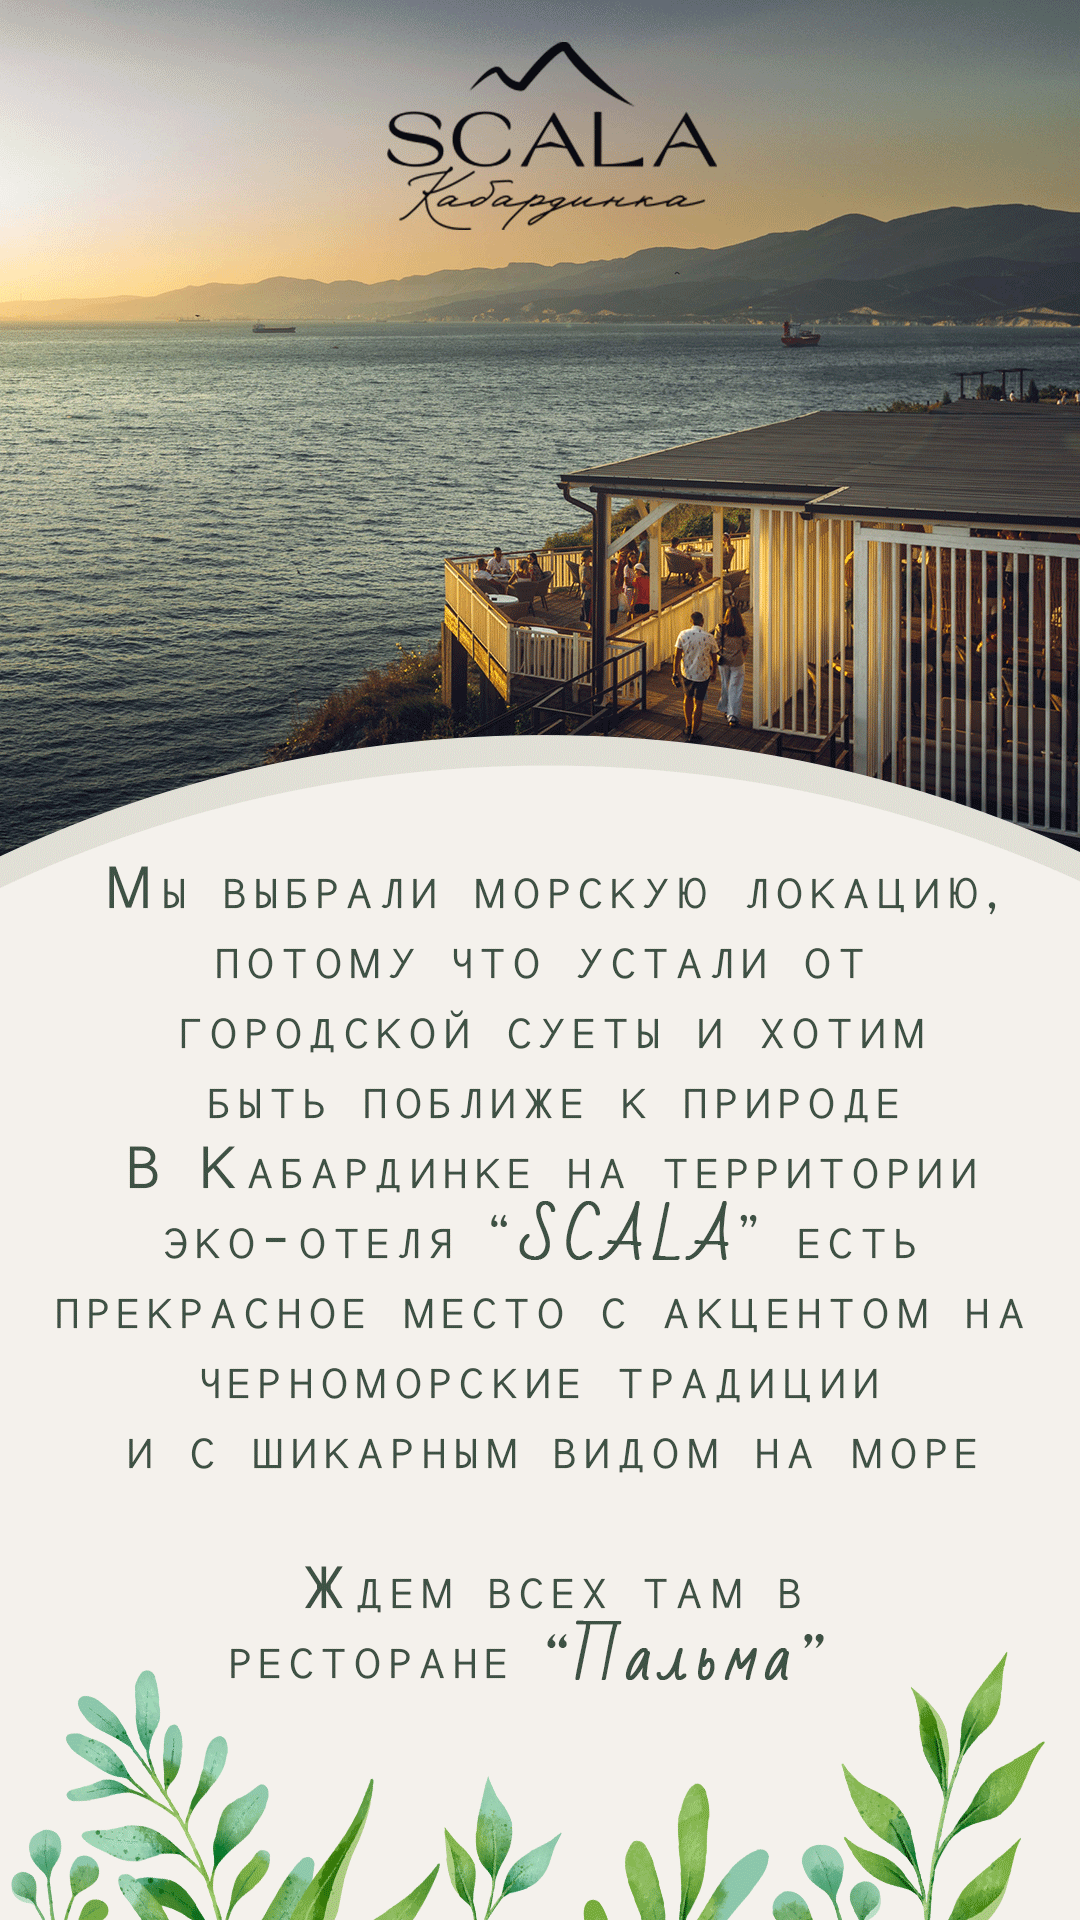 SCALA
Кабардинка
Мы выбрали морскую локацию,
потому что устали от
городской суеты и хотим
быть поближе к природе
В Кабардинке на территории
эко-отеля “SCALA” есть
прекрасное место с акцентом на
черноморские традиции
и с шикарным видом на море
Ждем всех там в
ресторане “Пальма”